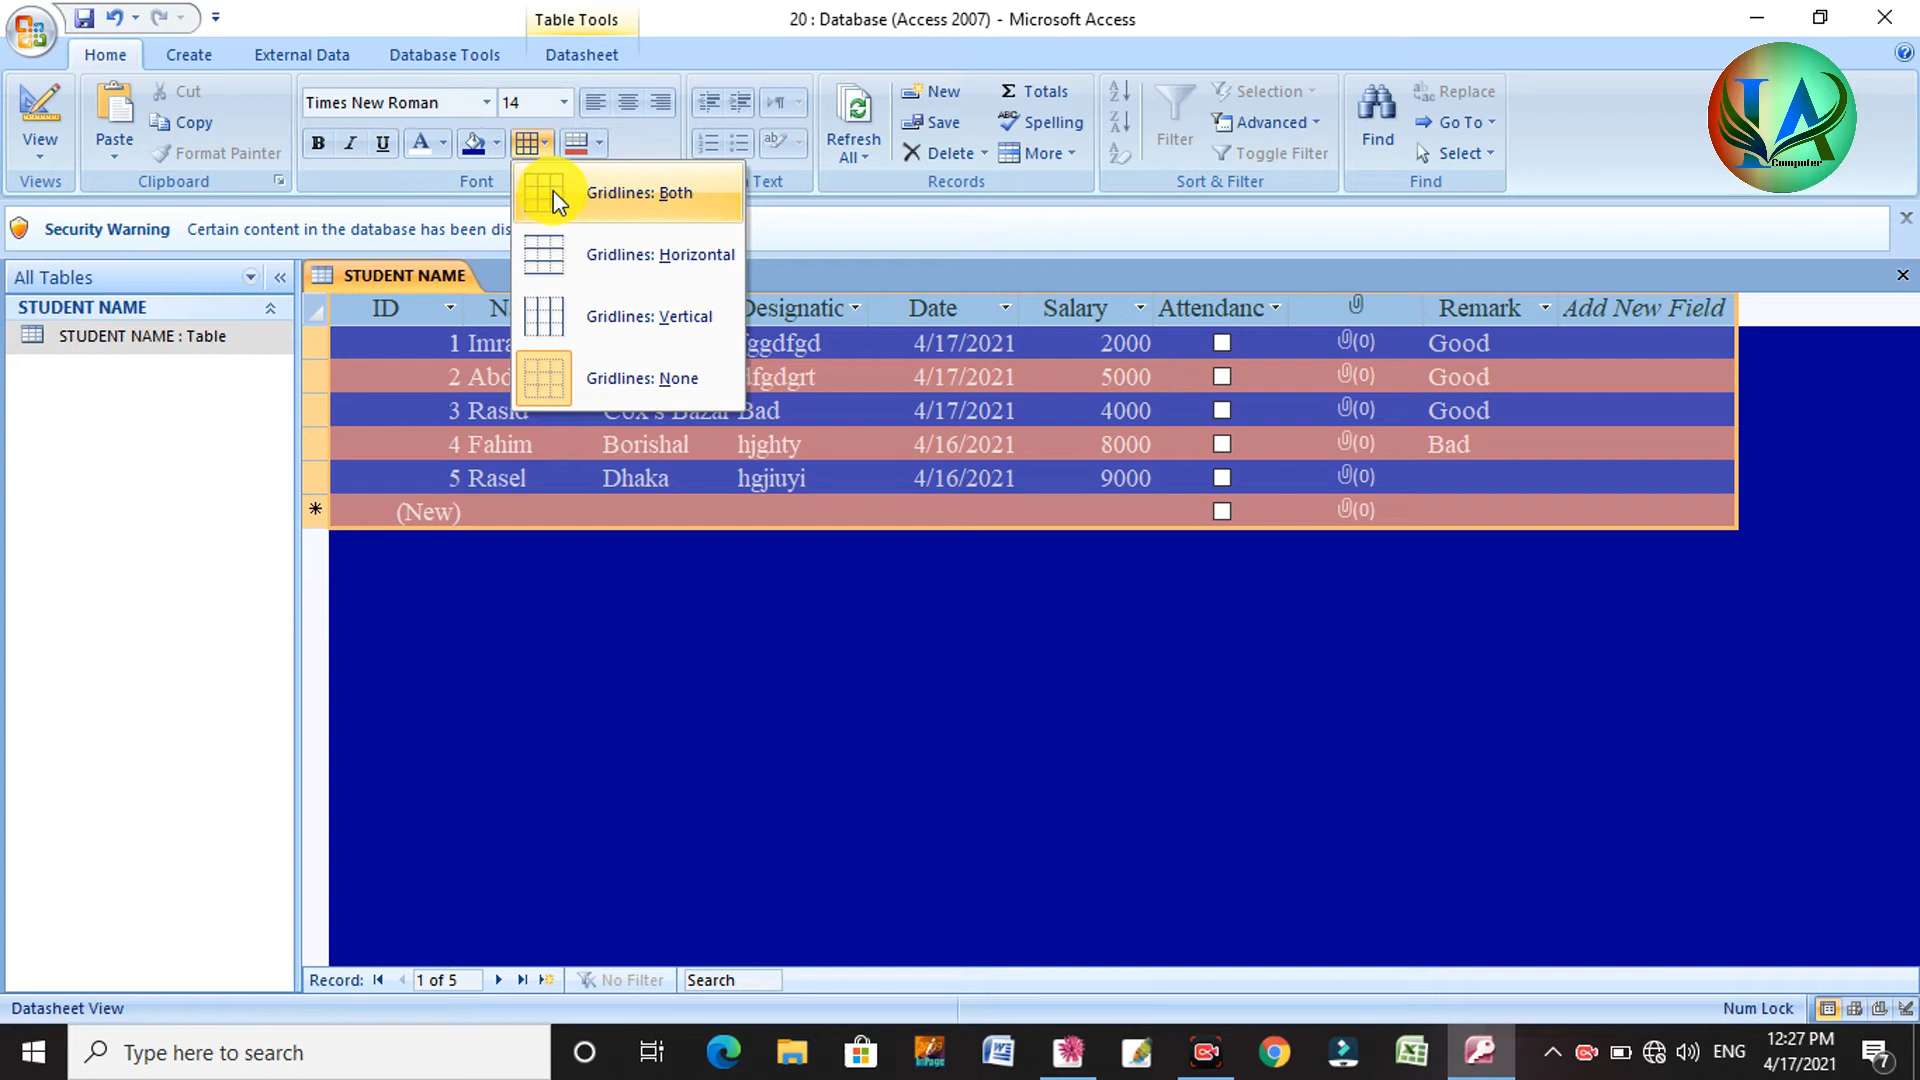 Table Tools
20 : Database (Access 2007) - Microsoft Access
Home
Create
External Data
Database Tools
Datasheet
View
Views
Paste
Cut
Copy
Format Painter
Clipboard
Times New Roman
14
B I U A
Font
Text
Refresh
All
New
Save
Delete
Σ Totals
Spelling
More
Records
Filter
Selection
Advanced
Toggle Filter
Sort & Filter
Find
Replace
Go To
Select
Find
IA
Computer
Gridlines: Both
Gridlines: Horizontal
Gridlines: Vertical
Gridlines: None
Security Warning Certain content in the database has been dis
All Tables
STUDENT NAME
STUDENT NAME : Table
STUDENT NAME
ID Designatic Date Salary Attendanc Remark Add New Field
1 Imra fggdfgd 4/17/2021 2000 (0) Good
2 Abd dfgdgrt 4/17/2021 5000 (0) Good
3 Rasid Cox's Bazar Bad 4/17/2021 4000 (0) Good
4 Fahim Borishal hjghty 4/16/2021 8000 (0) Bad
5 Rasel Dhaka hgjiuyi 4/16/2021 9000 (0)
* (New) (0)
Record: 1 of 5 No Filter Search
Datasheet View
Num Lock
Type here to search
ENG
12:27 PM
4/17/2021
7